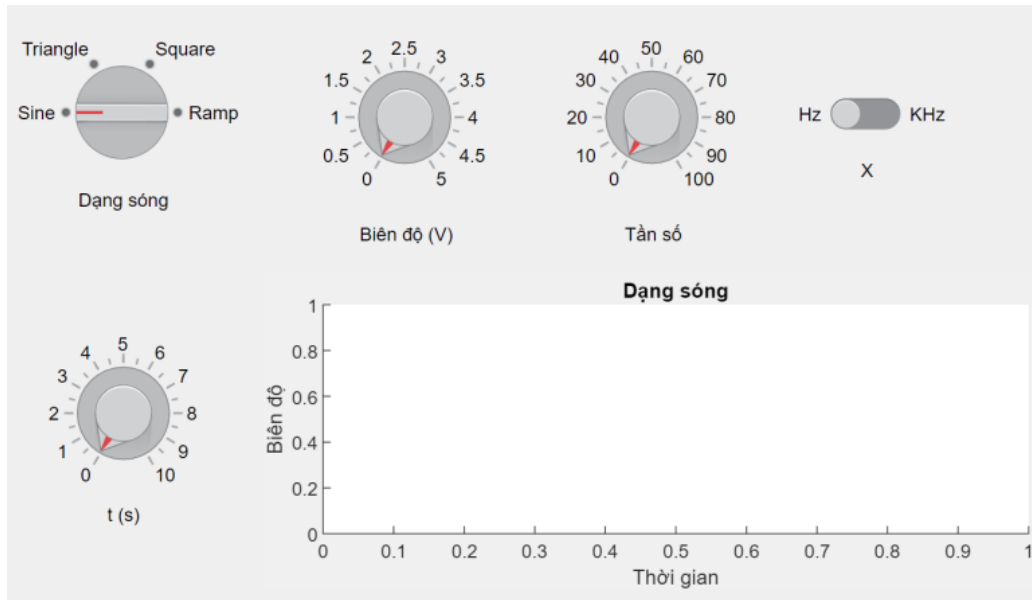 Triangle Square
Sine Ramp
Dạng sóng
0 0.5 1 1.5 2 2.5 3 3.5 4 4.5 5
Biên độ (V)
0 10 20 30 40 50 60 70 80 90 100
Tần số
Hz KHz
X
0 1 2 3 4 5 6 7 8 9 10
t (s)
Dạng sóng
Biên độ
1
0.8
0.6
0.4
0.2
0
0 0.1 0.2 0.3 0.4 0.5 0.6 0.7 0.8 0.9 1
Thời gian